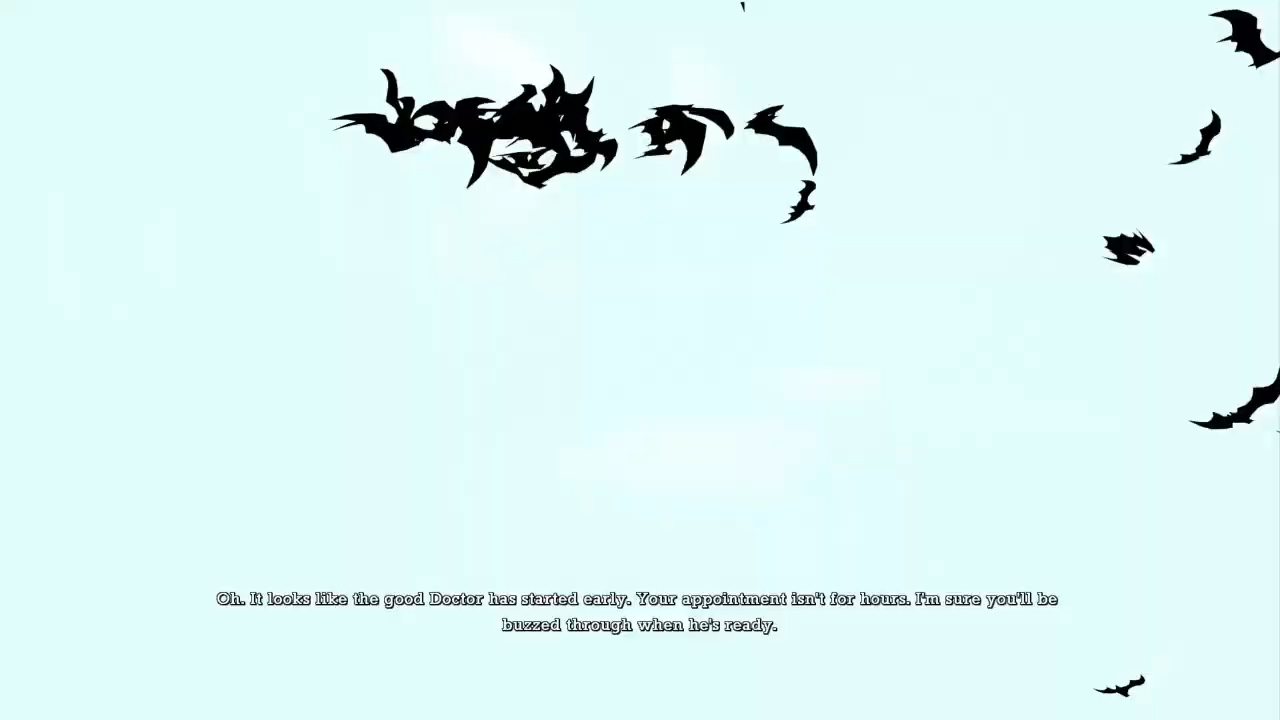 Oh. It looks like the good Doctor has started early. Your appointment isn't for hours. I'm sure you'll be
buzzed through when he's ready.